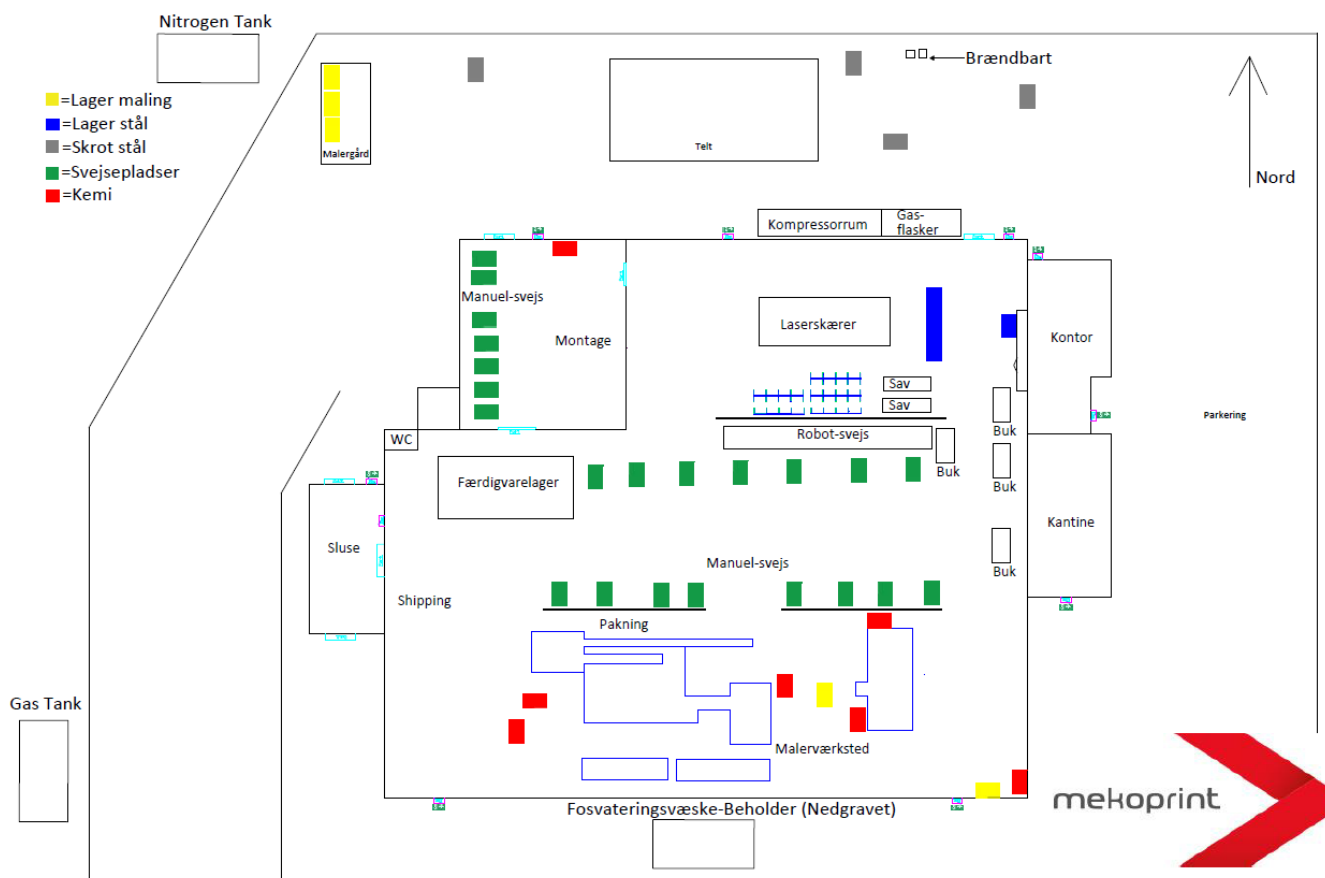 Nitrogen Tank
Brændbart
=Lager maling
=Lager stål
=Skrot stål
=Svejsepladser
=Kemi
Malergård
Telt
Nord
Kompressorrum
Gas-
flasker
Manuel-svejs
Montage
Laserskærer
Kontor
Sav
Sav
Buk
Parkering
WC
Robot-svejs
Buk
Buk
Færdigvarelager
Kantine
Sluse
Manuel-svejs
Buk
Shipping
Pakning
Gas Tank
Malerværksted
mekoprint
Fosvateringsvæske-Beholder (Nedgravet)